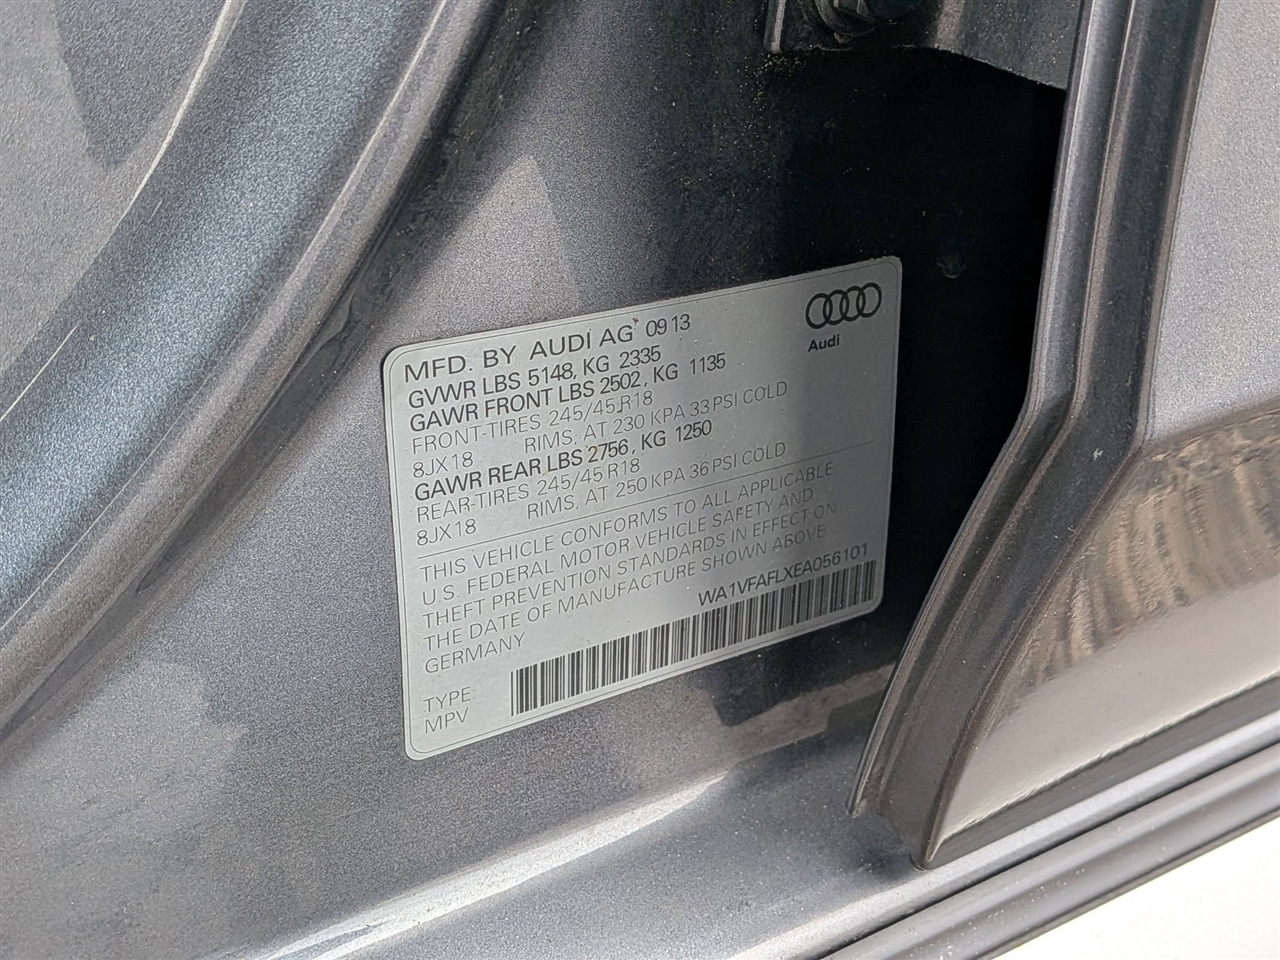 MFD. BY AUDI AG 09 13
Audi
GVWR LBS 5148, KG 2335
GAWR FRONT LBS 2502, KG 1135
FRONT-TIRES 245/45 R18
8JX18 RIMS, AT 230 KPA 33 PSI COLD
GAWR REAR LBS 2756, KG 1250
REAR-TIRES 245/45 R18
8JX18 RIMS, AT 250 KPA 36 PSI COLD
THIS VEHICLE CONFORMS TO ALL APPLICABLE
U.S. FEDERAL MOTOR VEHICLE SAFETY AND
THEFT PREVENTION STANDARDS IN EFFECT ON
THE DATE OF MANUFACTURE SHOWN ABOVE
GERMANY
WA1VFAFLXEA056101
TYPE:
MPV